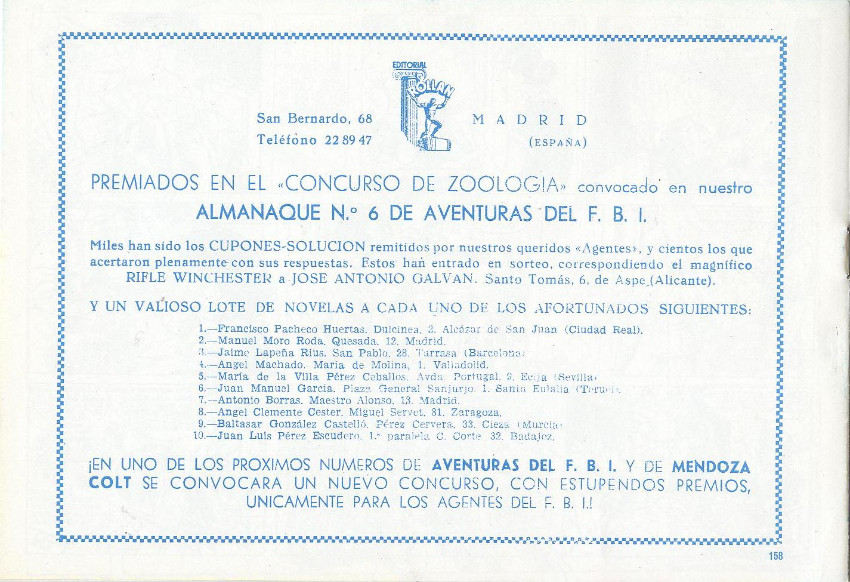 EDITORIAL
ROLLAN
San Bernardo, 68
Teléfono 22 89 47
MADRID
(ESPAÑA)
PREMIADOS EN EL «CONCURSO DE ZOOLOGIA» convocado en nuestro
ALMANAQUE N.º 6 DE AVENTURAS DEL F. B. I.
Miles han sido los CUPONES-SOLUCION remitidos por nuestros queridos «Agentes», y cientos los que
acertaron plenamente con sus respuestas. Estos han entrado en sorteo, correspondiendo el magnífico
RIFLE WINCHESTER a JOSE ANTONIO GALVAN. Santo Tomás, 6, de Aspe (Alicante).
Y UN VALIOSO LOTE DE NOVELAS A CADA UNO DE LOS AFORTUNADOS SIGUIENTES:
1.—Francisco Pacheco Huertas. Dulcinea, 2. Alcázar de San Juan (Ciudad Real).
2.—Manuel Moro Roda. Quesada, 12. Madrid.
3.—Jaime Lapeña Rius. San Pablo, 28. Tarrasa (Barcelona)
4.—Angel Machado. María de Molina, 1. Valladolid.
5.—María de la Villa Pérez Ceballos. Avda. Portugal, 2. Ecija (Sevilla)
6.—Juan Manuel García. Plaza General Sanjurjo, 1. Santa Eulalia (Teruel).
7.—Antonio Borras. Maestro Alonso, 13. Madrid.
8.—Angel Clemente Cester. Miguel Servet, 31. Zaragoza.
9.—Baltasar González Castelló. Pérez Cervera, 33. Cieza (Murcia)
10.—Juan Luis Pérez Escudero. 1.ª paralela C. Corte 32. Badajoz.
¡EN UNO DE LOS PROXIMOS NUMEROS DE AVENTURAS DEL F. B. I. Y DE MENDOZA
COLT SE CONVOCARA UN NUEVO CONCURSO, CON ESTUPENDOS PREMIOS,
UNICAMENTE PARA LOS AGENTES DEL F. B. I.!
158